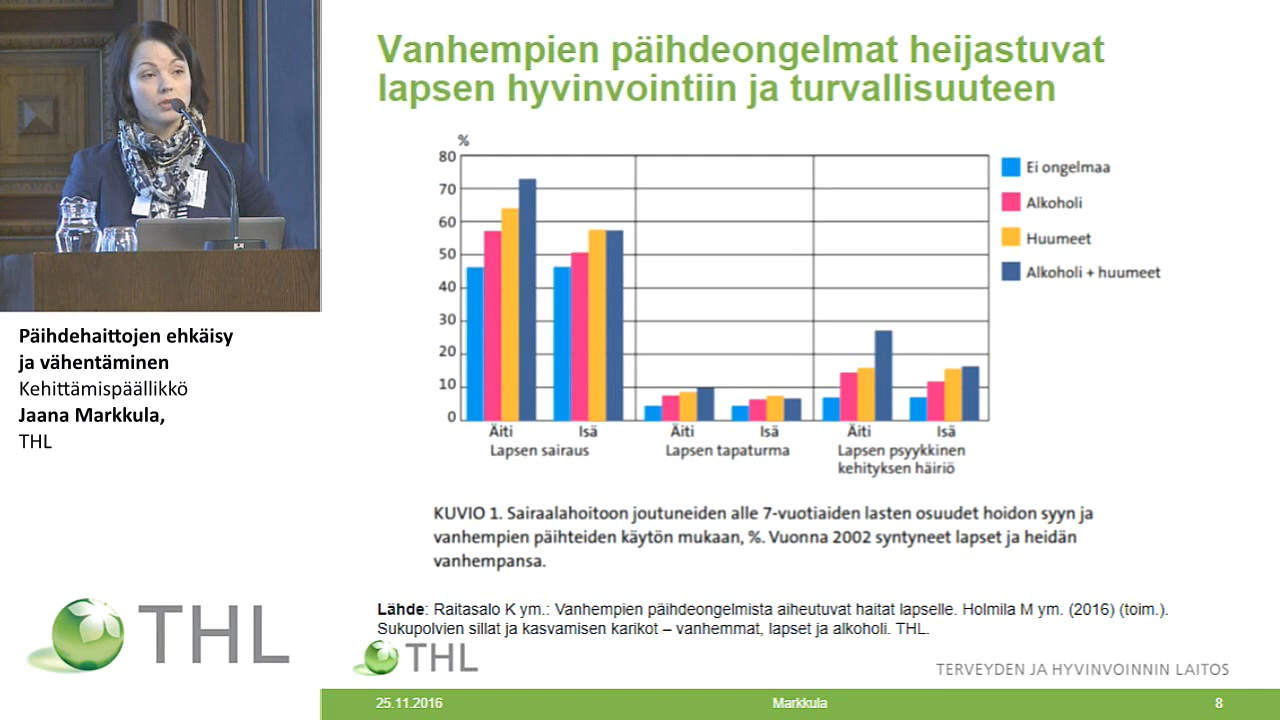 Vanhempien päihdeongelmat heijastuvat
lapsen hyvinvointiin ja turvallisuuteen
%
80
70
60
50
40
30
20
10
0
Ei ongelmaa
Alkoholi
Huumeet
Alkoholi + huumeet
Äiti Isä Äiti Isä Äiti Isä
Lapsen sairaus Lapsen tapaturma Lapsen psyykkinen
kehityksen häiriö
KUVIO 1. Sairaalahoitoon joutuneiden alle 7-vuotiaiden lasten osuudet hoidon syyn ja
vanhempien päihteiden käytön mukaan, %. Vuonna 2002 syntyneet lapset ja heidän
vanhempansa.
Lähde: Raitasalo K ym.: Vanhempien päihdeongelmista aiheutuvat haitat lapselle. Holmila M ym. (2016) (toim.).
Sukupolvien sillat ja kasvamisen karikot – vanhemmat, lapset ja alkoholi. THL.
THL
TERVEYDEN JA HYVINVOINNIN LAITOS
25.11.2016 Markkula 8
Päihdehaittojen ehkäisy
ja vähentäminen
Kehittämispäällikkö
Jaana Markkula,
THL
THL